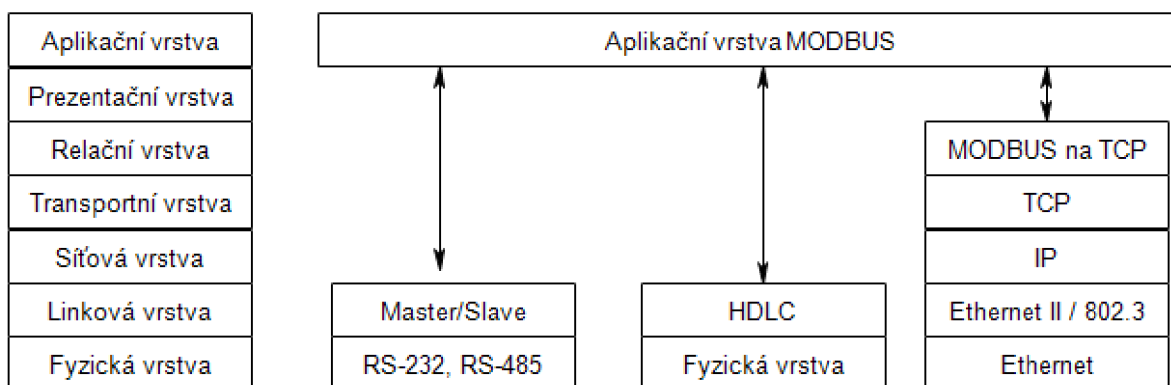 Aplikační vrstva
Aplikační vrstva MODBUS
Prezentační vrstva
Relační vrstva
MODBUS na TCP
Transportní vrstva
TCP
Síťová vrstva
IP
Linková vrstva
Master/Slave
HDLC
Ethernet II / 802.3
Fyzická vrstva
RS-232, RS-485
Fyzická vrstva
Ethernet